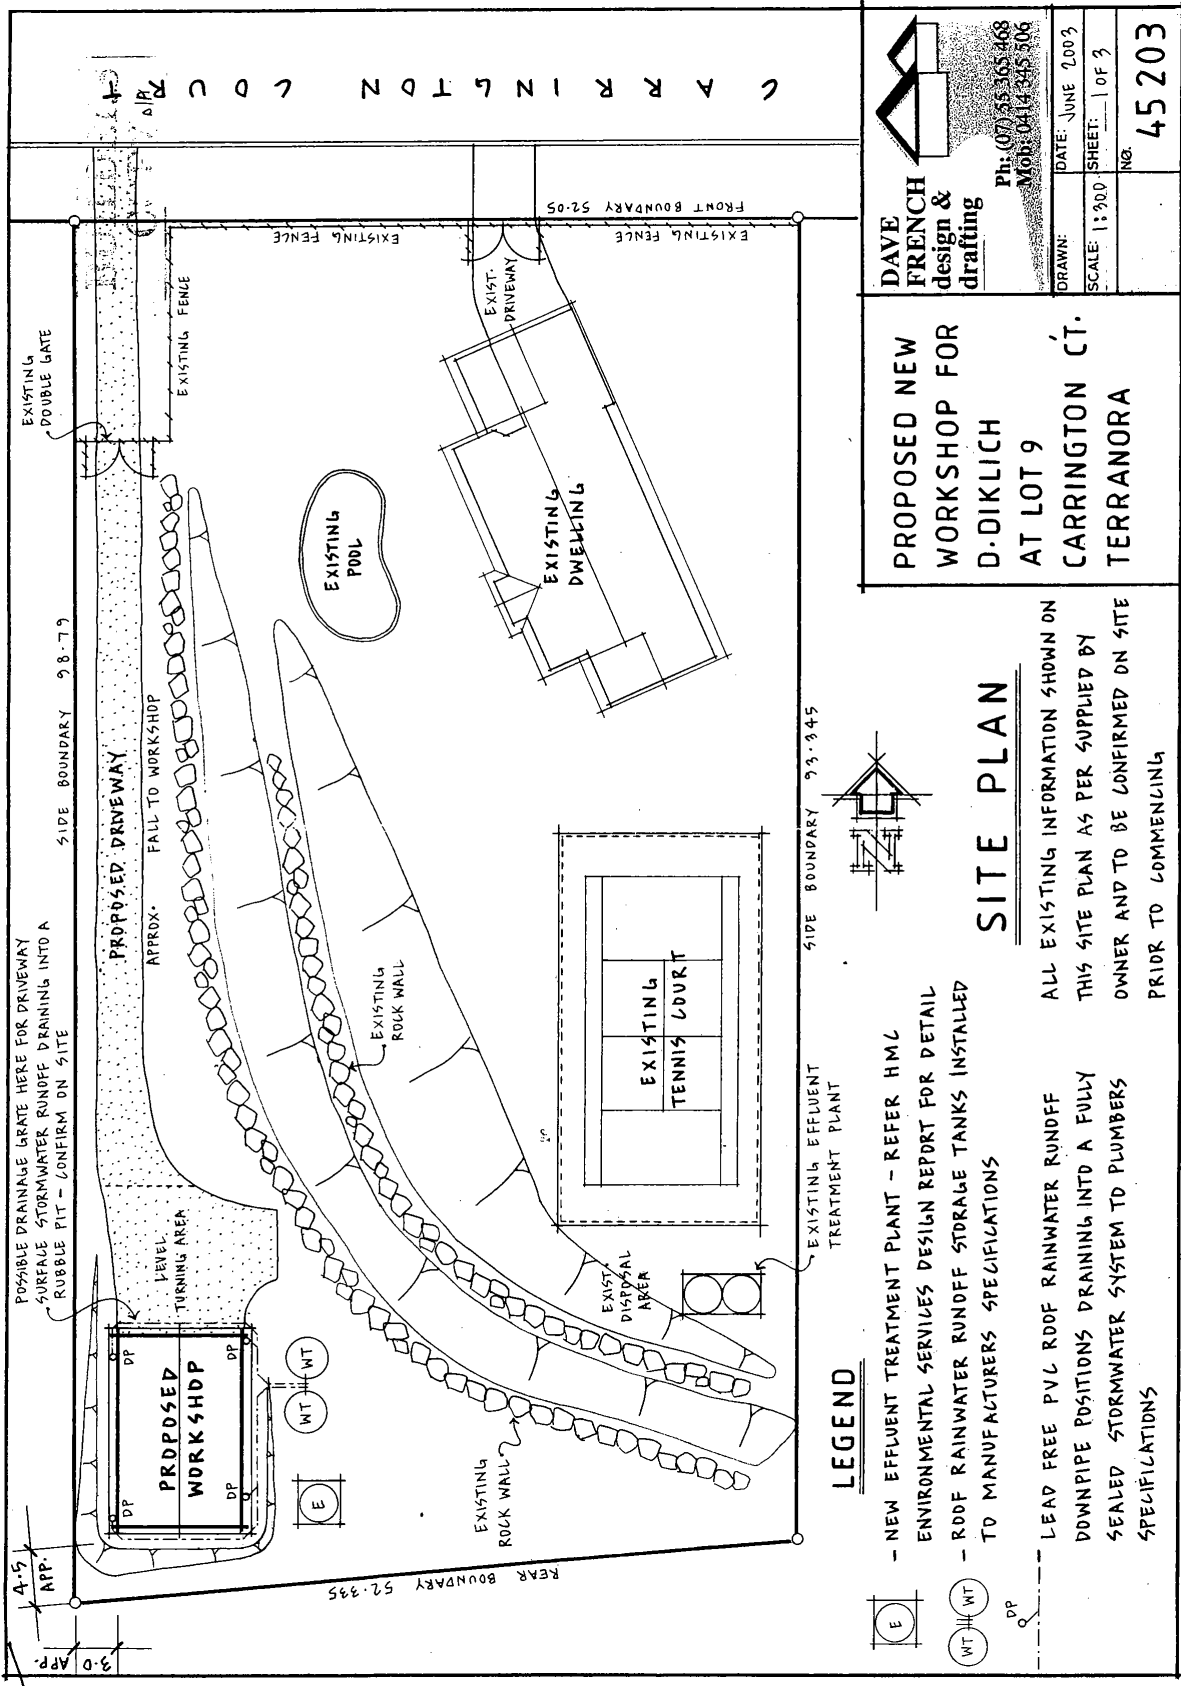 CARRINGTON COURT
POSSIBLE DRAINAGE GRATE HERE FOR DRIVEWAY
SURFACE STORMWATER RUNOFF DRAINING INTO A
RUBBLE PIT - CONFIRM ON SITE
SIDE BOUNDARY 98.79
EXISTING
DOUBLE GATE
4.5
APP.
3.0
APP.
PROPOSED DRIVEWAY
APPROX. FALL TO WORKSHOP
LEVEL
TURNING AREA
EXISTING FENCE
EXISTING FENCE
EXISTING FENCE
FRONT BOUNDARY 52.05
EXIST.
DRIVEWAY
PROPOSED
WORKSHOP
DP
DP
DP
DP
WT
WT
E
EXISTING
POOL
EXISTING
DWELLING
EXISTING
ROCK WALL
EXISTING
ROCK WALL
EXISTING
TENNIS COURT
EXIST.
DISPOSAL
AREA
REAR BOUNDARY 52.335
SIDE BOUNDARY 93.345
EXISTING EFFLUENT
TREATMENT PLANT
N
LEGEND
E
- NEW EFFLUENT TREATMENT PLANT - REFER HMC
ENVIRONMENTAL SERVICES DESIGN REPORT FOR DETAIL
WT WT
- ROOF RAINWATER RUNOFF STORAGE TANKS INSTALLED
TO MANUFACTURERS SPECIFICATIONS
DP
- LEAD FREE PVC ROOF RAINWATER RUNOFF
DOWNPIPE POSITIONS DRAINING INTO A FULLY
SEALED STORMWATER SYSTEM TO PLUMBERS
SPECIFICATIONS
SITE PLAN
ALL EXISTING INFORMATION SHOWN ON
THIS SITE PLAN AS PER SUPPLIED BY
OWNER AND TO BE CONFIRMED ON SITE
PRIOR TO COMMENCING
PROPOSED NEW
WORKSHOP FOR
D.DIKLICH
AT LOT 9
CARRINGTON CT.
TERRANORA
DAVE
FRENCH
design &
drafting
Ph: (07) 55 365 468
Mob: 0414 345 506
DRAWN:
DATE: JUNE 2003
SCALE: 1:300
SHEET: 1 OF 3
NO. 45203